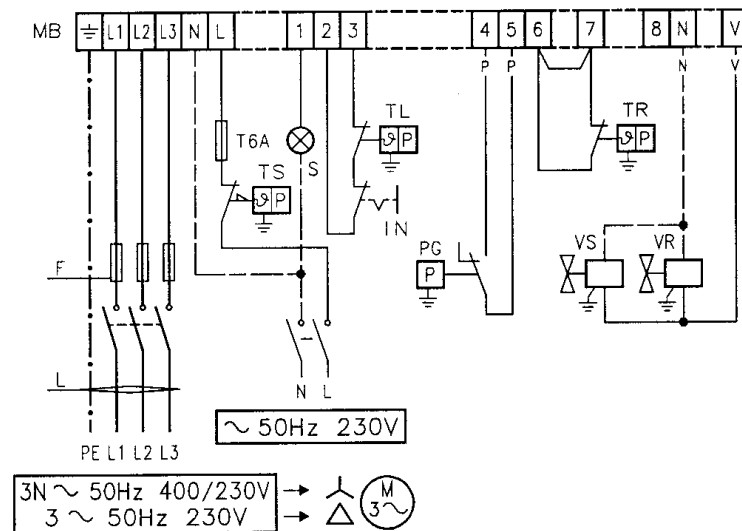 MB ⏚ L1 L2 L3 N L 1 2 3 4 5 6 7 8 N V
P P N V
TL
ϑ P
TR
ϑ P
T6A
S
TS
ϑ P
IN
PG
P
VS VR
F
L
N L
~ 50Hz 230V
PE L1 L2 L3
3N ~ 50Hz 400/230V → M
3 ~ 50Hz 230V → △ 3~